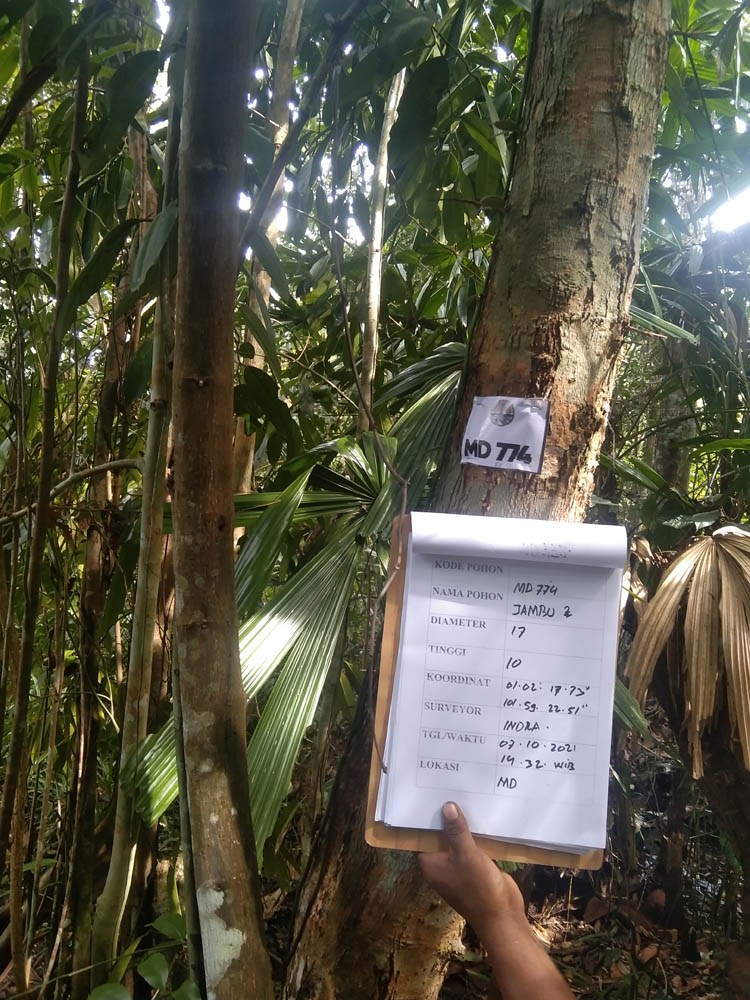 MD 774
KODE POHON MD 774
NAMA POHON JAMBU 2
DIAMETER 17
TINGGI 10
KOORDINAT 01·02'·17·73"
101·59·22·51"
SURVEYOR INDRA·
TGL/WAKTU 07·10·2021
19·32·WIB
LOKASI MD